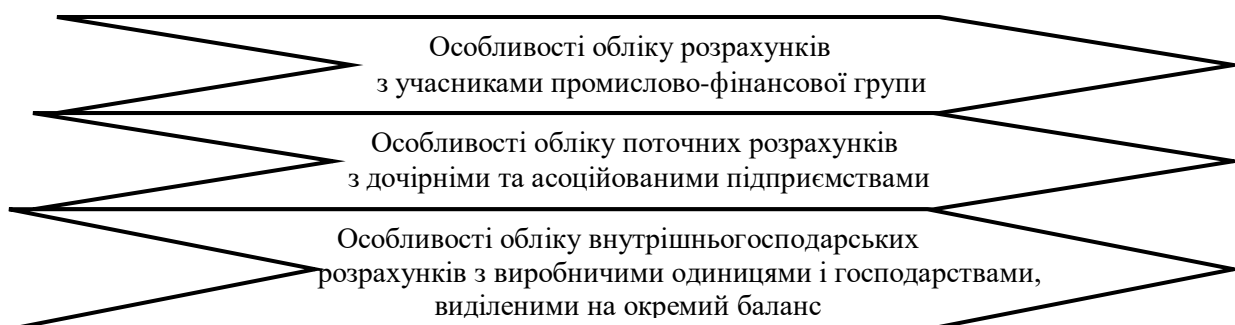 Особливості обліку розрахунків
з учасниками промислово-фінансової групи
Особливості обліку поточних розрахунків
з дочірніми та асоційованими підприємствами
Особливості обліку внутрішньогосподарських
розрахунків з виробничими одиницями і господарствами,
виділеними на окремий баланс